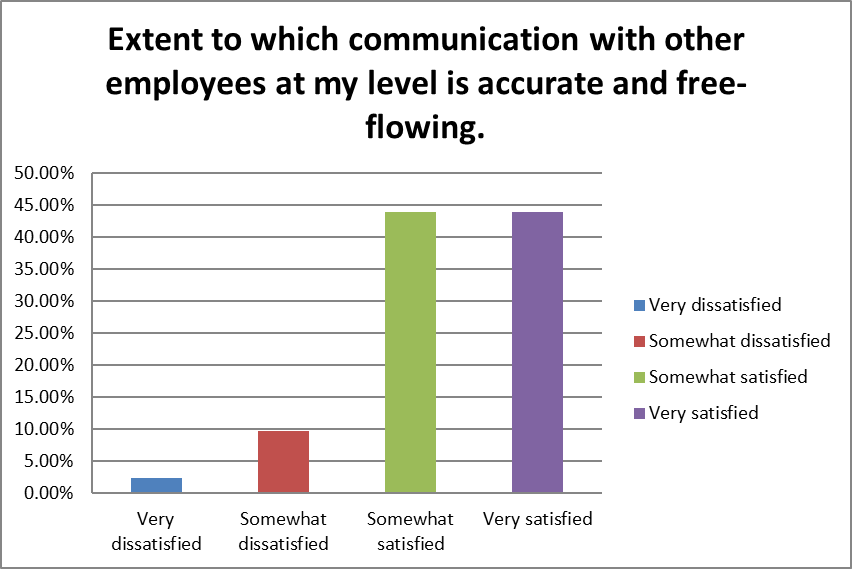 Extent to which communication with other
employees at my level is accurate and free-
flowing.
50.00%
45.00%
40.00%
35.00%
30.00%
25.00%
20.00%
15.00%
10.00%
5.00%
0.00%
Very dissatisfied
Somewhat dissatisfied
Somewhat satisfied
Very satisfied
Very
dissatisfied
Somewhat
dissatisfied
Somewhat
satisfied
Very satisfied